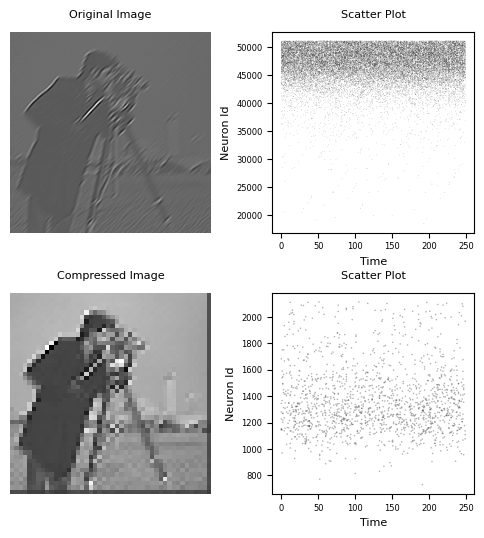 Original Image
Scatter Plot
50000
45000
40000
35000
30000
25000
20000
Neuron Id
0 50 100 150 200 250
Time
Compressed Image
Scatter Plot
2000
1800
1600
1400
1200
1000
800
Neuron Id
0 50 100 150 200 250
Time